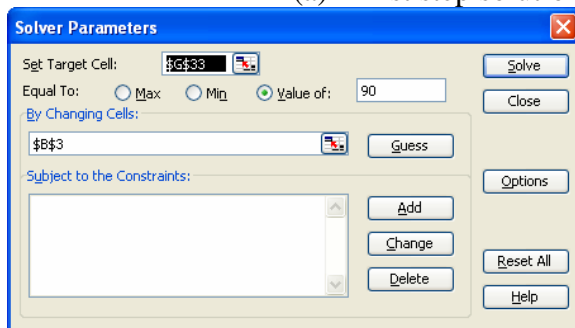 Solver Parameters
Set Target Cell: $G$33 Solve
Equal To: Max Min Value of: 90 Close
By Changing Cells:
$B$3 Guess
Subject to the Constraints: Options
Add
Change
Reset All
Delete
Help